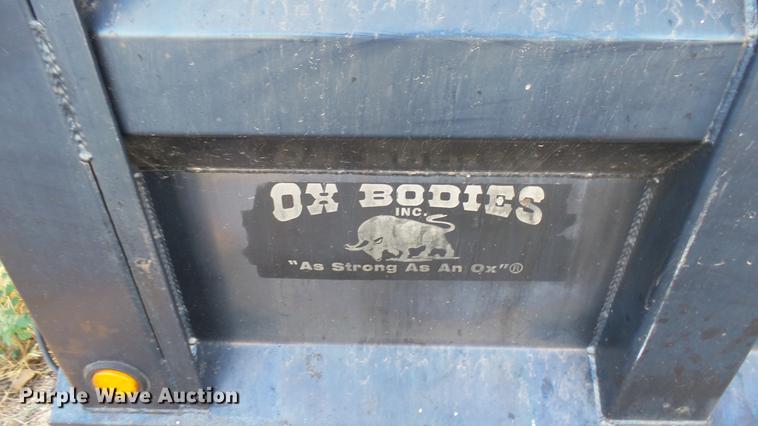 OX BODIES
INC.
"As Strong As An Ox"®
Purple Wave Auction